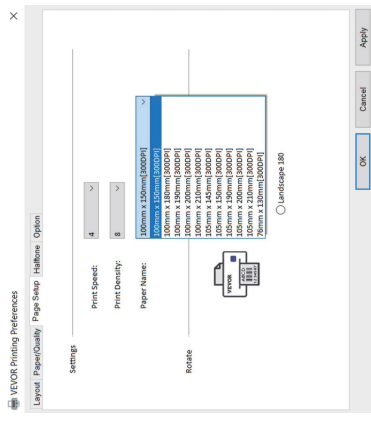 VEVOR Printing Preferences
Layout Paper/Quality Page Setup Halftone Option
Settings
Print Speed: 4
Print Density: 8
Paper Name: 100mm x 150mm[300DPI]
100mm x 150mm[300DPI]
100mm x 180mm[300DPI]
100mm x 190mm[300DPI]
100mm x 200mm[300DPI]
100mm x 210mm[300DPI]
105mm x 145mm[300DPI]
105mm x 150mm[300DPI]
105mm x 190mm[300DPI]
105mm x 200mm[300DPI]
105mm x 210mm[300DPI]
76mm x 130mm[300DPI]
Rotate
VEVOR
ABCD
Landscape 180
OK Cancel Apply